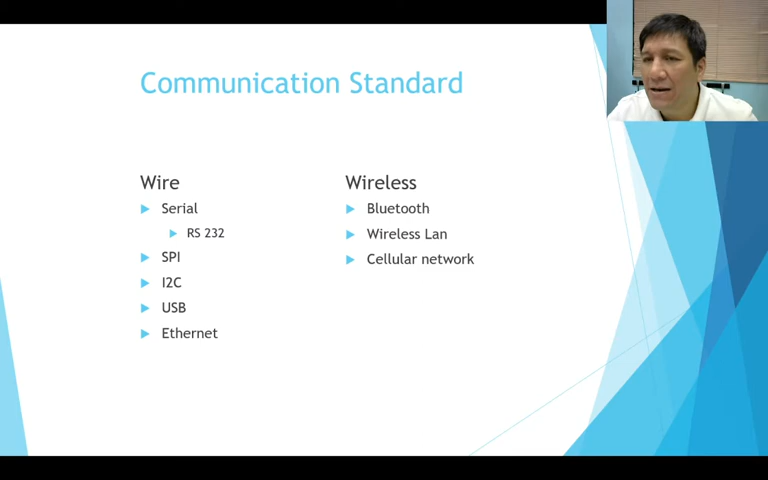 Communication Standard
Wire
Serial
RS 232
SPI
I2C
USB
Ethernet
Wireless
Bluetooth
Wireless Lan
Cellular network